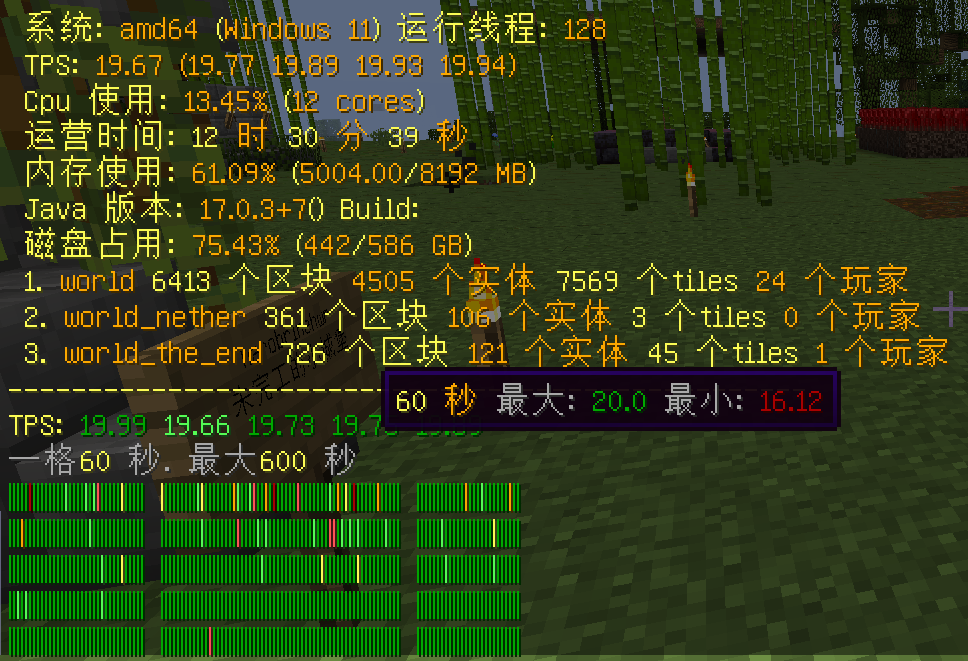 系统: amd64 (Windows 11) 运行线程: 128
TPS: 19.67 (19.77 19.89 19.93 19.94)
Cpu 使用: 13.45% (12 cores)
运营时间: 12 时 30 分 39 秒
内存使用: 61.09% (5004.00/8192 MB)
Java 版本: 17.0.3+7() Build:
磁盘占用: 75.43% (442/586 GB)
1. world 6413 个区块 4505 个实体 7569 个tiles 24 个玩家
2. world_nether 361 个区块 106 个实体 3 个tiles 0 个玩家
3. world_the_end 726 个区块 121 个实体 45 个tiles 1 个玩家
60 秒 最大: 20.0 最小: 16.12
TPS: 19.99 19.66 19.73
一格60 秒. 最大600 秒